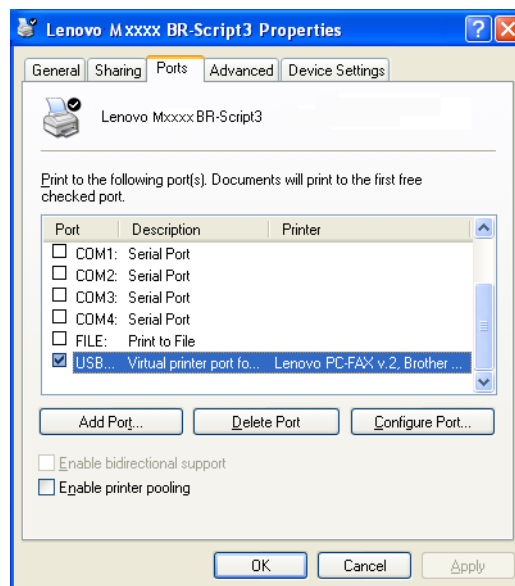 Lenovo Mxxxx BR-Script3 Properties
General Sharing Ports Advanced Device Settings
Lenovo Mxxxx BR-Script3
Print to the following port(s). Documents will print to the first free
checked port.
Port Description Printer
COM1: Serial Port
COM2: Serial Port
COM3: Serial Port
COM4: Serial Port
FILE: Print to File
USB... Virtual printer port fo... Lenovo PC-FAX v.2, Brother ...
Add Port... Delete Port Configure Port...
Enable bidirectional support
Enable printer pooling
OK Cancel Apply